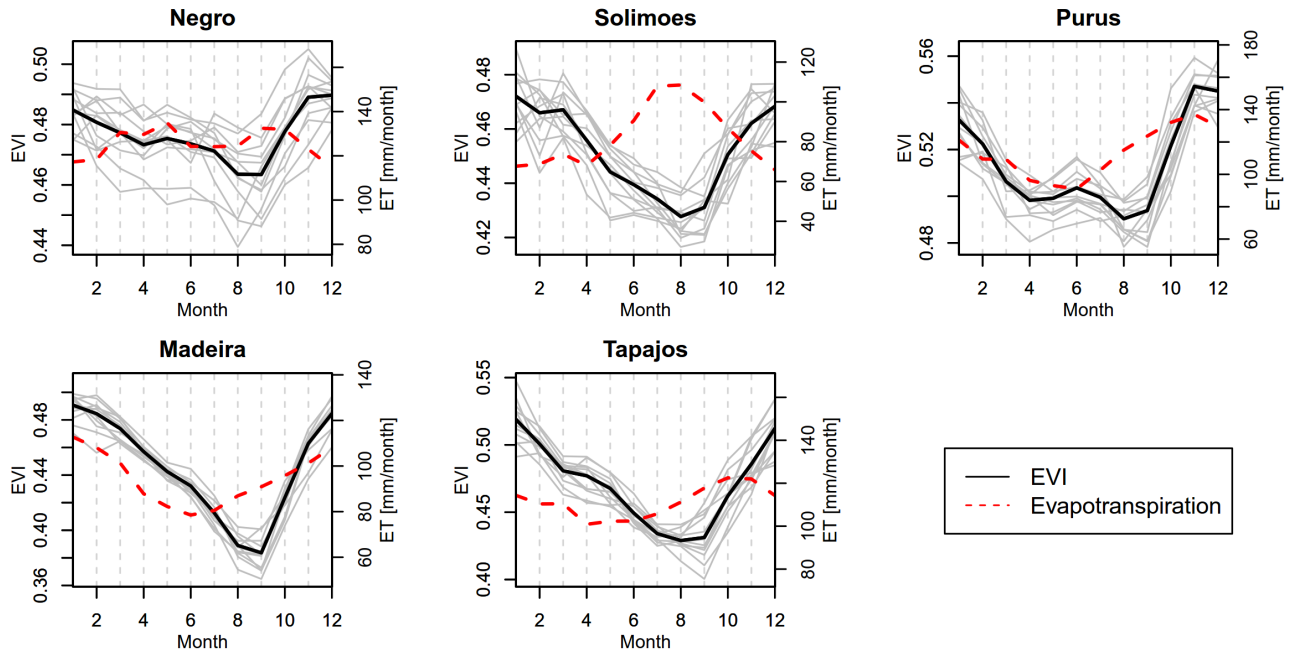 Negro
EVI
0.44
0.46
0.48
0.50
ET [mm/month]
80
100
140
2 4 6 8 10 12
Month
Solimoes
EVI
0.42
0.44
0.46
0.48
ET [mm/month]
40
60
80
120
2 4 6 8 10 12
Month
Purus
EVI
0.48
0.52
0.56
ET [mm/month]
60
100
140
180
2 4 6 8 10 12
Month
Madeira
EVI
0.36
0.40
0.44
0.48
ET [mm/month]
60
80
100
140
2 4 6 8 10 12
Month
Tapajos
EVI
0.40
0.45
0.50
0.55
ET [mm/month]
80
100
140
2 4 6 8 10 12
Month
EVI
Evapotranspiration